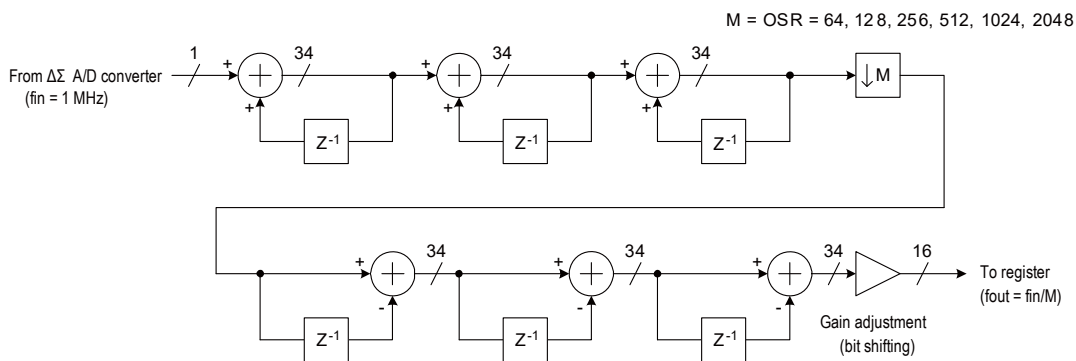 M = OSR = 64, 128, 256, 512, 1024, 2048
1
34
34
34
From ΔΣ A/D converter
(fin = 1 MHz)
+
+
+
↓M
+
+
+
Z⁻¹
Z⁻¹
Z⁻¹
34
34
34
16
+
+
+
To register
(fout = fin/M)
-
-
-
Z⁻¹
Z⁻¹
Z⁻¹
Gain adjustment
(bit shifting)